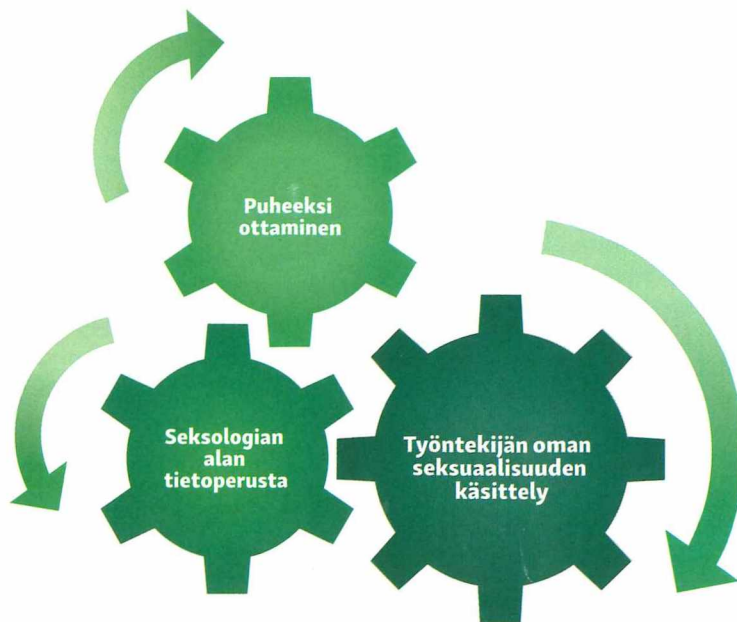 Puheeksi
ottaminen
Seksologian
alan
tietoperusta
Työntekijän oman
seksuaalisuuden
käsittely